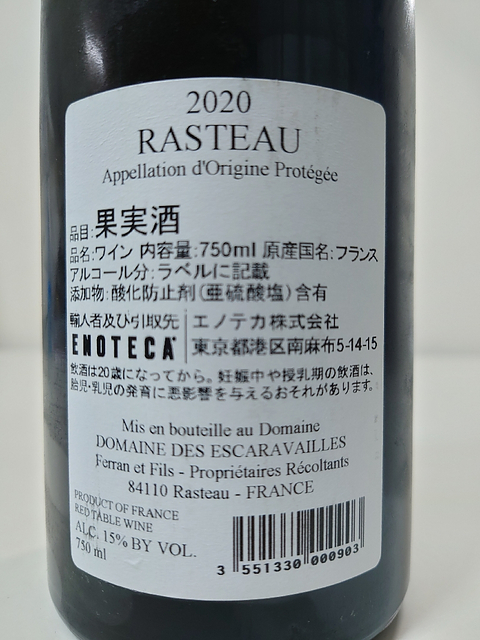 2020
RASTEAU
Appellation d'Origine Protégée
品目:果実酒
品名:ワイン 内容量:750ml 原産国名:フランス
アルコール分:ラベルに記載
添加物:酸化防止剤(亜硫酸塩)含有
輸入者及び引取先 エノテカ株式会社
ENOTECA 東京都港区南麻布5-14-15
飲酒は20歳になってから。妊娠中や授乳期の飲酒は、
胎児・乳児の発育に悪影響を与えるおそれがあります。
Mis en bouteille au Domaine
DOMAINE DES ESCARAVAILLES
Ferran et Fils - Propriétaires Récoltants
84110 Rasteau - FRANCE
PRODUCT OF FRANCE
RED TABLE WINE
ALC. 15% BY VOL.
750 ml
3 551330 000903